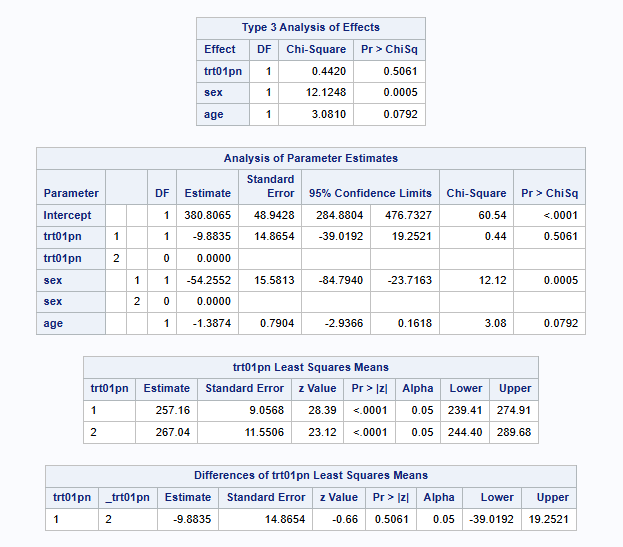 Type 3 Analysis of Effects
Effect DF Chi-Square Pr > ChiSq
trt01pn 1 0.4420 0.5061
sex 1 12.1248 0.0005
age 1 3.0810 0.0792
Analysis of Parameter Estimates
Parameter DF Estimate Standard Error 95% Confidence Limits Chi-Square Pr > ChiSq
Intercept 1 380.8065 48.9428 284.8804 476.7327 60.54 <.0001
trt01pn 1 1 -9.8835 14.8654 -39.0192 19.2521 0.44 0.5061
trt01pn 2 0 0.0000
sex 1 1 -54.2552 15.5813 -84.7940 -23.7163 12.12 0.0005
sex 2 0 0.0000
age 1 -1.3874 0.7904 -2.9366 0.1618 3.08 0.0792
trt01pn Least Squares Means
trt01pn Estimate Standard Error z Value Pr > |z| Alpha Lower Upper
1 257.16 9.0568 28.39 <.0001 0.05 239.41 274.91
2 267.04 11.5506 23.12 <.0001 0.05 244.40 289.68
Differences of trt01pn Least Squares Means
trt01pn _trt01pn Estimate Standard Error z Value Pr > |z| Alpha Lower Upper
1 2 -9.8835 14.8654 -0.66 0.5061 0.05 -39.0192 19.2521